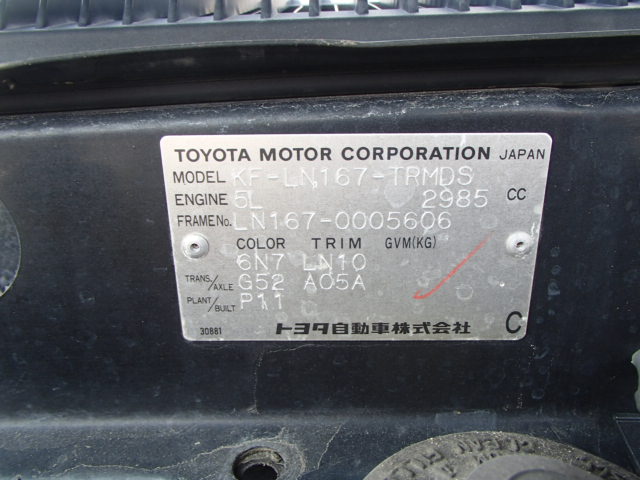 TOYOTA MOTOR CORPORATION JAPAN
MODEL KF-LN167-TRMDS
ENGINE 5L 2985 CC
FRAME No. LN167-0005606
COLOR TRIM GVM(KG)
6N7 LN10
TRANS./AXLE G52 A05A
PLANT/BUILT P11
30881 トヨタ自動車株式会社 C